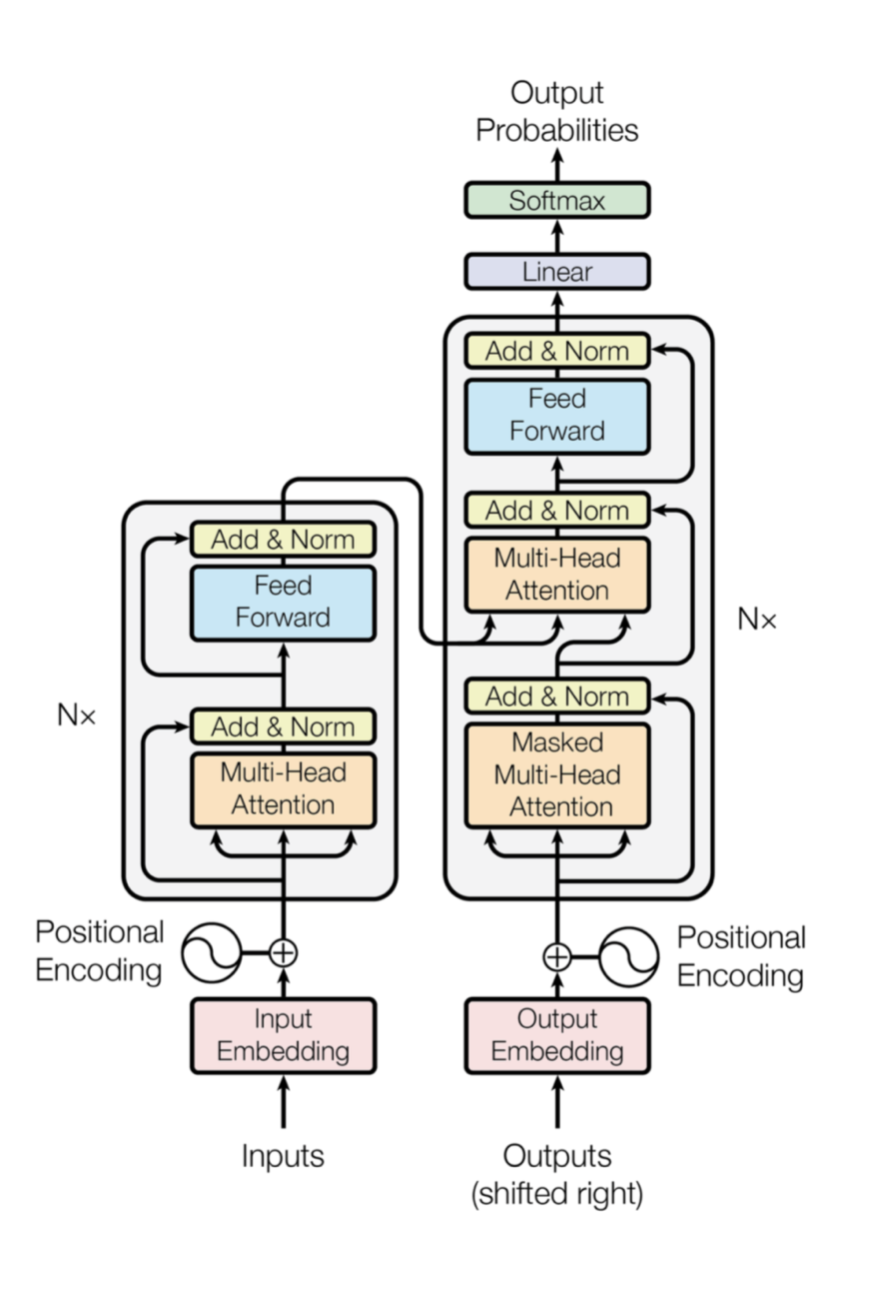 Output
Probabilities
Softmax
Linear
Add & Norm
Feed
Forward
Add & Norm
Multi-Head
Attention
Add & Norm
Masked
Multi-Head
Attention
N×
Positional
Encoding
Output
Embedding
Outputs
(shifted right)
Add & Norm
Feed
Forward
Add & Norm
Multi-Head
Attention
N×
Positional
Encoding
Input
Embedding
Inputs